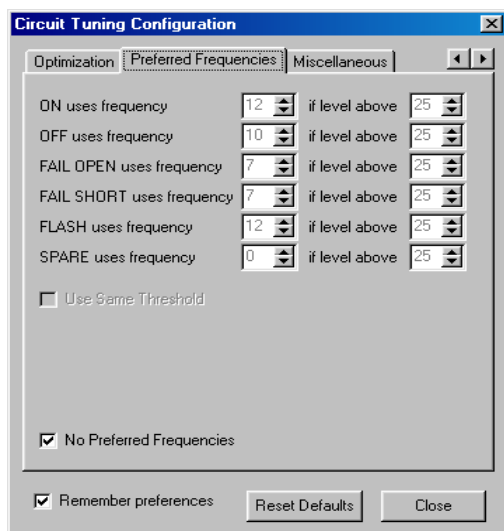 Circuit Tuning Configuration
Optimization Preferred Frequencies Miscellaneous
ON uses frequency 12 if level above 25
OFF uses frequency 10 if level above 25
FAIL OPEN uses frequency 7 if level above 25
FAIL SHORT uses frequency 7 if level above 25
FLASH uses frequency 12 if level above 25
SPARE uses frequency 0 if level above 25
Use Same Threshold
No Preferred Frequencies
Remember preferences Reset Defaults Close